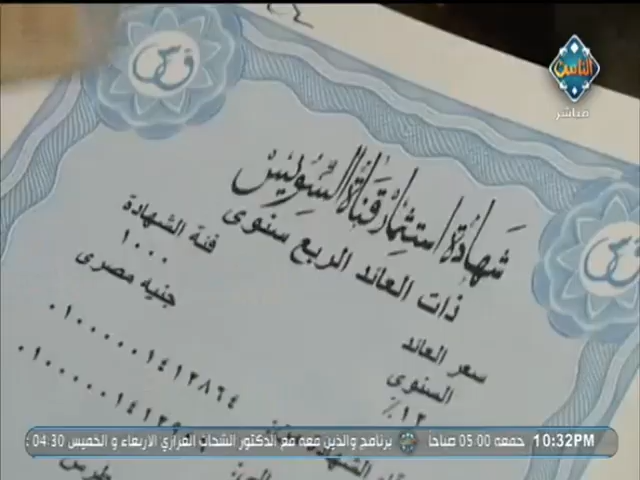 الناس
مباشر
شهادة استثمار قناة السويس
ذات العائد الربع سنوى
فئة الشهادة
١٠٠٠
جنيه مصرى
سعر العائد
السنوى
١٢٪
٠١٠٠٠٠٠١٤١٢٨٦٤
10:32PM جمعه 05:00 صباحا برنامج والذين معه مع الدكتور الشحات العزازي الاربعاء و الخميس 04:30